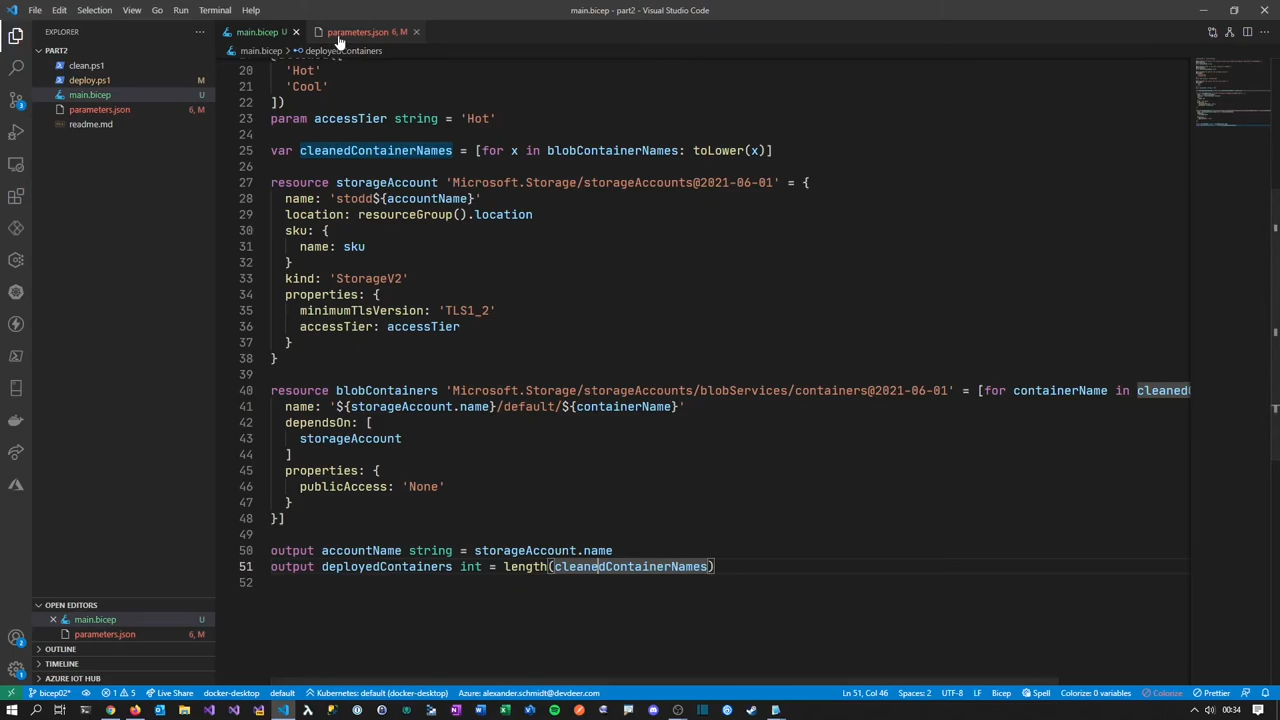 File Edit Selection View Go Run Terminal Help
main.bicep - part2 - Visual Studio Code
EXPLORER
main.bicep U
parameters.json 6, M
PART2
main.bicep > deployedContainers
clean.ps1
deploy.ps1 M
main.bicep U
parameters.json 6, M
readme.md
20 'Hot'
21 'Cool'
22 ])
23 param accessTier string = 'Hot'
24
25 var cleanedContainerNames = [for x in blobContainerNames: toLower(x)]
26
27 resource storageAccount 'Microsoft.Storage/storageAccounts@2021-06-01' = {
28 name: 'stodd${accountName}'
29 location: resourceGroup().location
30 sku: {
31 name: sku
32 }
33 kind: 'StorageV2'
34 properties: {
35 minimumTlsVersion: 'TLS1_2'
36 accessTier: accessTier
37 }
38 }
39
40 resource blobContainers 'Microsoft.Storage/storageAccounts/blobServices/containers@2021-06-01' = [for containerName in cleaned
41 name: '${storageAccount.name}/default/${containerName}'
42 dependsOn: [
43 storageAccount
44 ]
45 properties: {
46 publicAccess: 'None'
47 }
48 }]
49
50 output accountName string = storageAccount.name
51 output deployedContainers int = length(cleanedContainerNames)
52
OPEN EDITORS
main.bicep U
parameters.json 6, M
OUTLINE
TIMELINE
AZURE IOT HUB
bicep02* 1 5 Live Share docker-desktop default Kubernetes: default (docker-desktop) Azure: alexander.schmidt@devdeer.com
Ln 51, Col 46 Spaces: 2 UTF-8 LF Bicep Spell Colorize: 0 variables Colorize Prettier
00:34